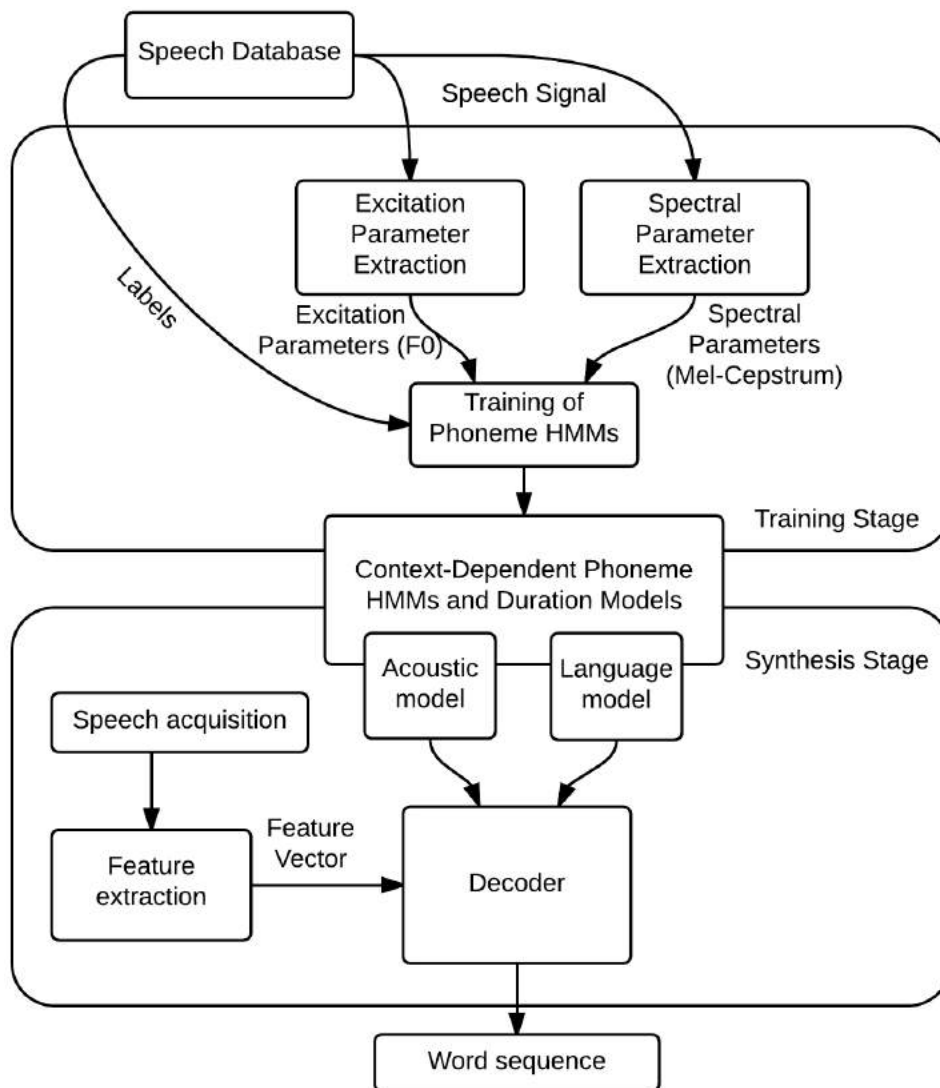 Speech Database
Speech Signal
Excitation
Parameter
Extraction
Spectral
Parameter
Extraction
Labels
Excitation
Parameters (F0)
Spectral
Parameters
(Mel-Cepstrum)
Training of
Phoneme HMMs
Training Stage
Context-Dependent Phoneme
HMMs and Duration Models
Synthesis Stage
Acoustic
model
Language
model
Speech acquisition
Feature
extraction
Feature
Vector
Decoder
Word sequence